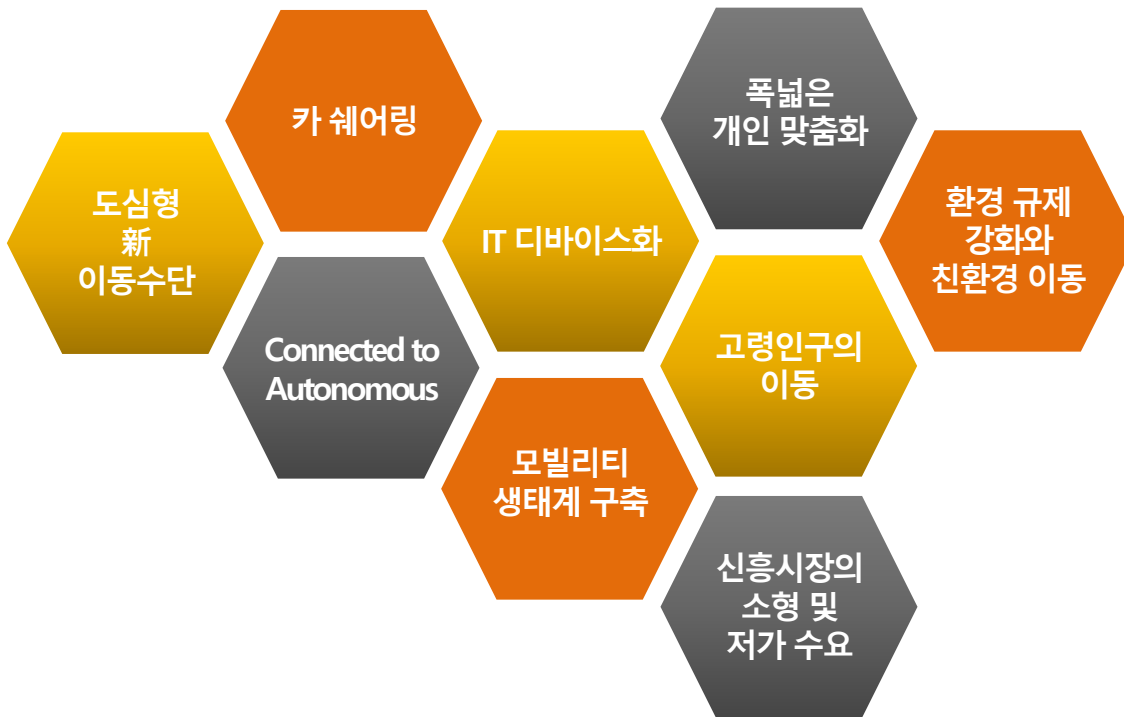 카 쉐어링
폭넓은
개인 맞춤화
도심형
新
이동수단
IT 디바이스화
환경 규제
강화와
친환경 이동
Connected to
Autonomous
고령인구의
이동
모빌리티
생태계 구축
신흥시장의
소형 및
저가 수요